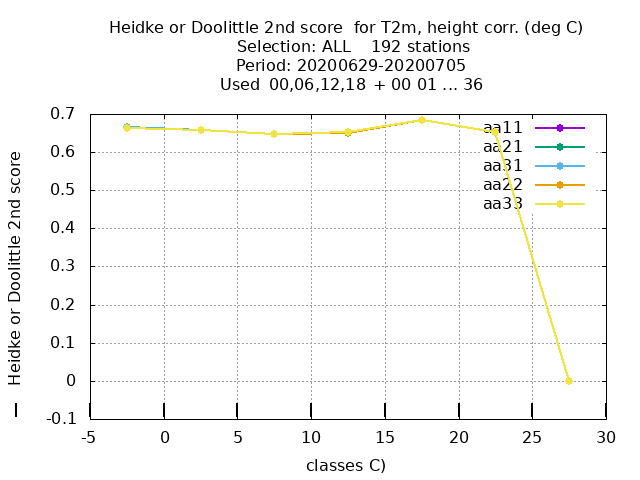 Heidke or Doolittle 2nd score  for T2m, height corr. (deg C)
Selection: ALL    192 stations
Period: 20200629-20200705
Used  00,06,12,18  + 00 01 ... 36
Heidke or Doolittle 2nd score
0.7
0.6
0.5
0.4
0.3
0.2
0.1
0
-0.1
aa11
aa21
aa31
aa22
aa33
-5 0 5 10 15 20 25 30
classes C)